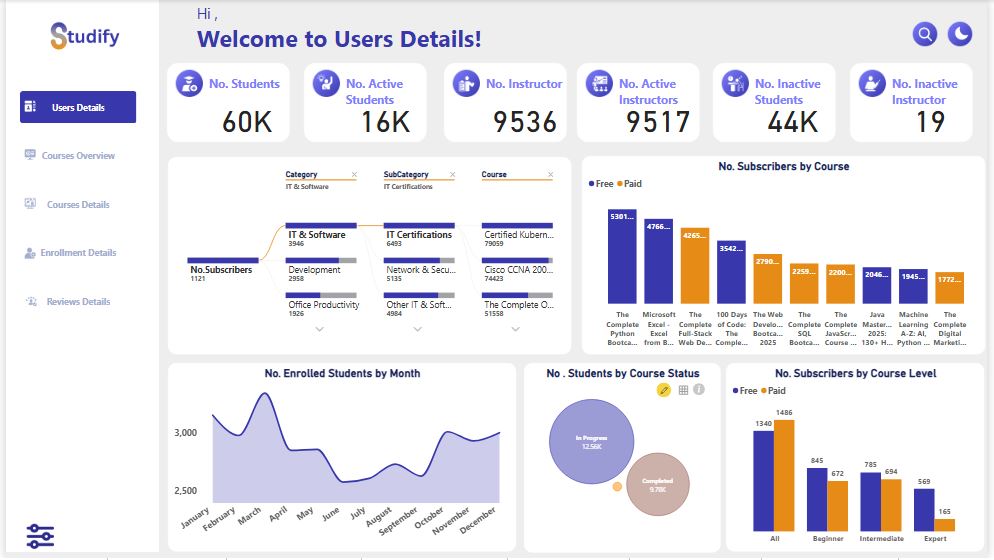 Studify
Hi ,
Welcome to Users Details!
Users Details
Courses Overview
Courses Details
Enrollment Details
Reviews Details
No. Students
60K
No. Active
Students
16K
No. Instructor
9536
No. Active
Instructors
9517
No. Inactive
Students
44K
No. Inactive
Instructor
19
Category
IT & Software
SubCategory
IT Certifications
Course
No.Subscribers
1121
IT & Software
3946
Development
2958
Office Productivity
1926
IT Certifications
6493
Network & Secu...
5135
Other IT & Soft...
4984
Certified Kubern...
79059
Cisco CCNA 200...
74423
The Complete O...
51558
No. Subscribers by Course
Free Paid
5301...
4766...
4265...
3542...
2790...
2259...
2200...
2046...
1945...
1772...
The
Complete
Python
Bootca...
Microsoft
Excel -
Excel
from B...
The
Complete
Full-Stack
Web De...
100 Days
of Code:
The
Comple...
The Web
Develo...
Bootca...
2025
The
Complete
SQL
Bootca...
The
Complete
JavaScr...
Course ...
Java
Master...
2025:
130+ H...
Machine
Learning
A-Z: AI,
Python ...
The
Complete
Digital
Marketi...
No. Enrolled Students by Month
3,000
2,500
January
February
March
April
May
June
July
August
September
October
November
December
No . Students by Course Status
In Progress
12.56K
Completed
9.78K
No. Subscribers by Course Level
Free Paid
1340
1486
845
672
785
694
569
165
All
Beginner
Intermediate
Expert